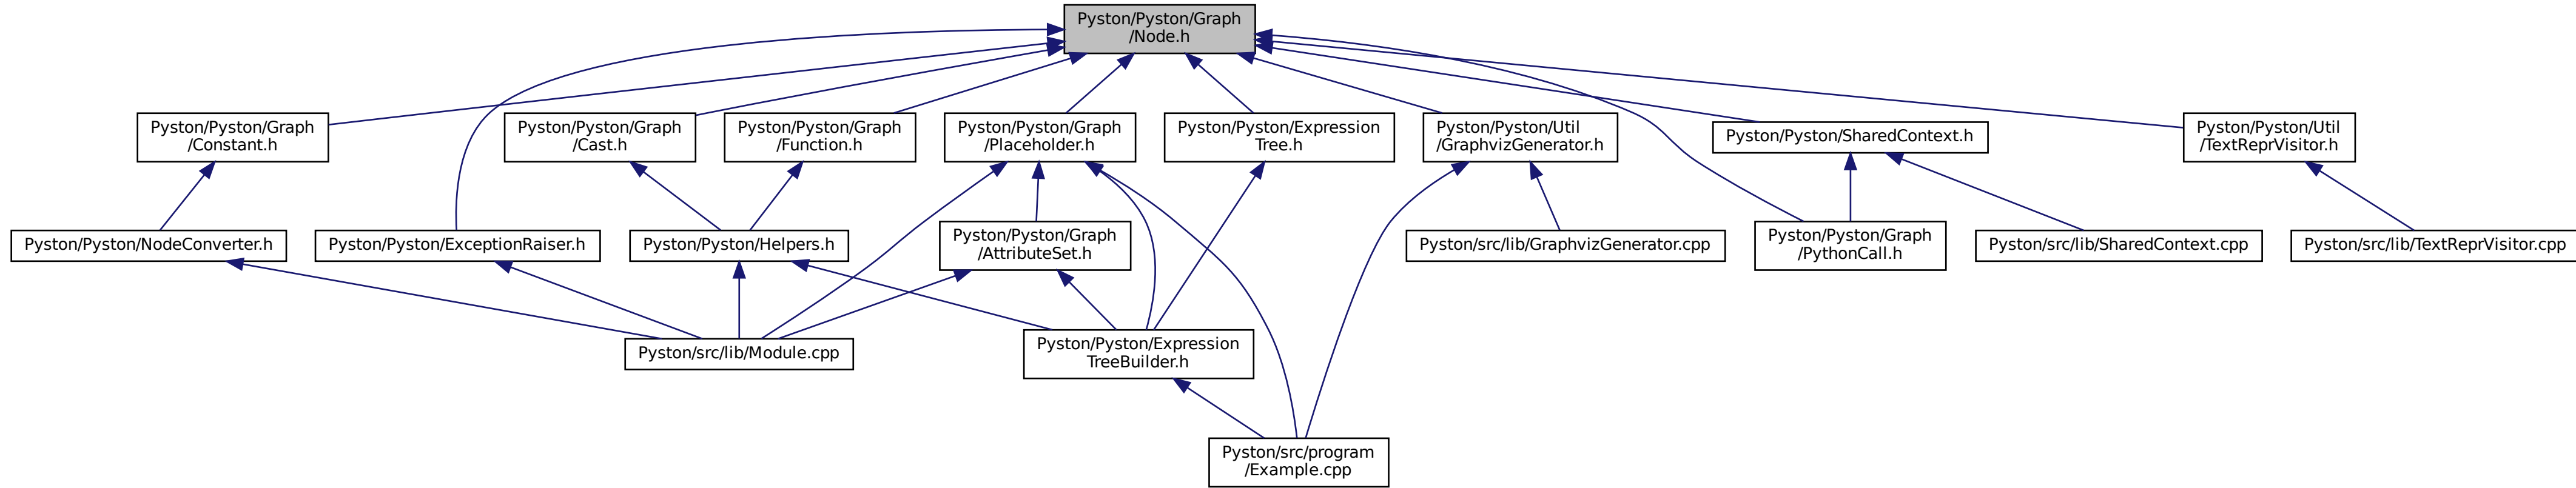 Pyston/Pyston/Graph
/Node.h
Pyston/Pyston/Graph
/Constant.h
Pyston/Pyston/Graph
/Cast.h
Pyston/Pyston/Graph
/Function.h
Pyston/Pyston/Graph
/Placeholder.h
Pyston/Pyston/Expression
Tree.h
Pyston/Pyston/Util
/GraphvizGenerator.h
Pyston/Pyston/SharedContext.h
Pyston/Pyston/Util
/TextReprVisitor.h
Pyston/Pyston/NodeConverter.h
Pyston/Pyston/ExceptionRaiser.h
Pyston/Pyston/Helpers.h
Pyston/Pyston/Graph
/AttributeSet.h
Pyston/src/lib/GraphvizGenerator.cpp
Pyston/Pyston/Graph
/PythonCall.h
Pyston/src/lib/SharedContext.cpp
Pyston/src/lib/TextReprVisitor.cpp
Pyston/src/lib/Module.cpp
Pyston/Pyston/Expression
TreeBuilder.h
Pyston/src/program
/Example.cpp